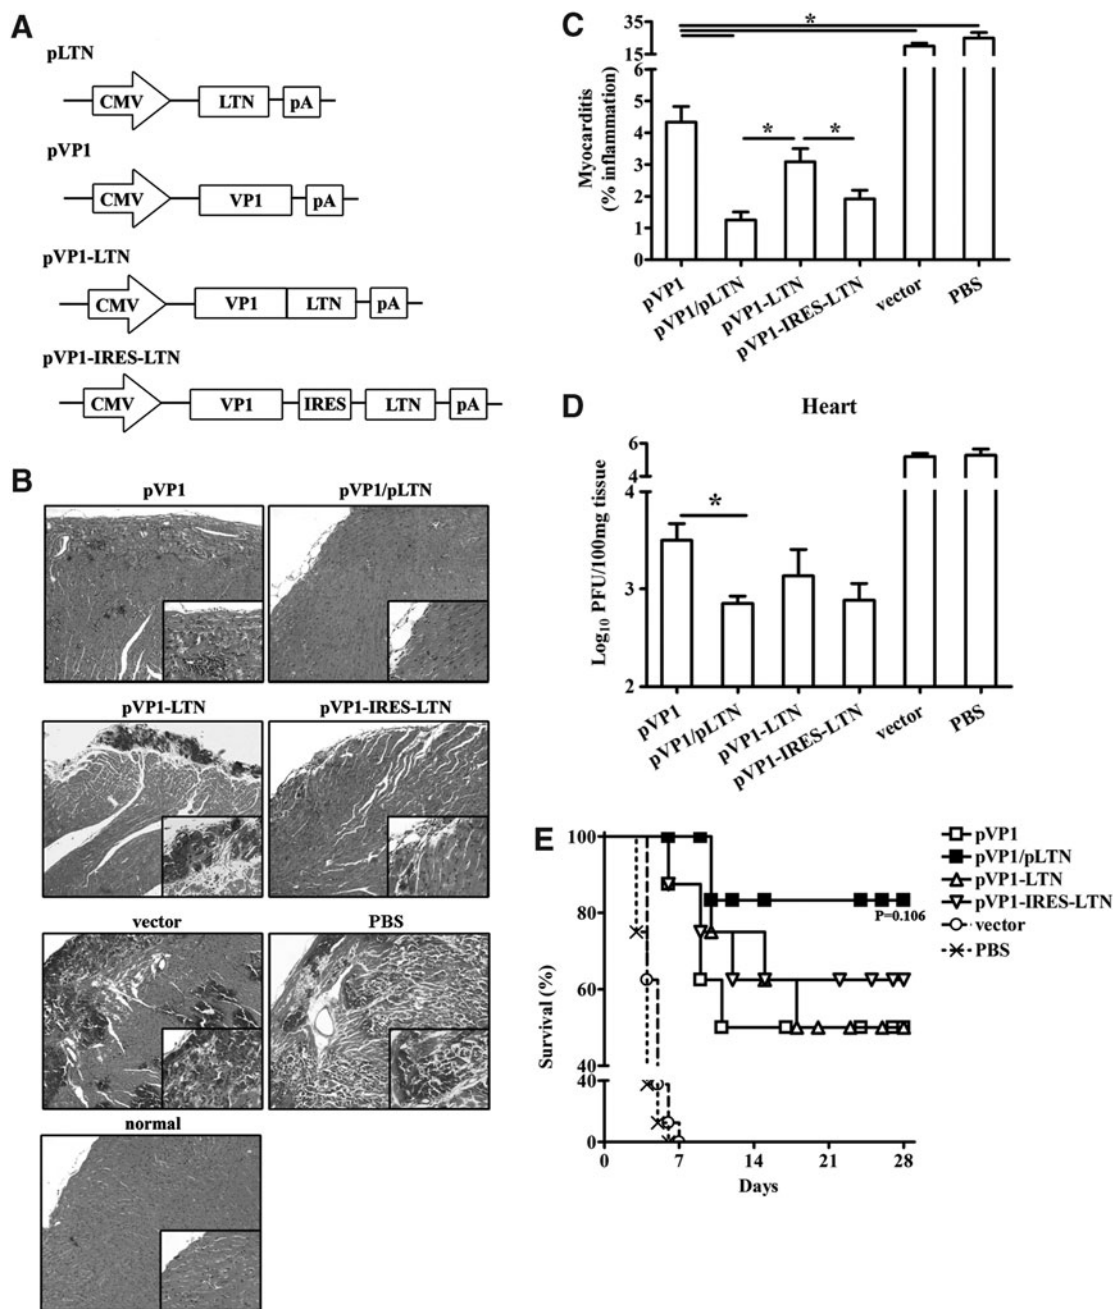 A
pLTN
CMV LTN pA
pVP1
CMV VP1 pA
pVP1-LTN
CMV VP1 LTN pA
pVP1-IRES-LTN
CMV VP1 IRES LTN pA
B
pVP1 pVP1/pLTN
pVP1-LTN pVP1-IRES-LTN
vector PBS
normal
C
Myocarditis
(% inflammation)
35
15
6
5
4
3
2
1
0
*
* *
pVP1 pVP1/pLTN pVP1-LTN pVP1-IRES-LTN vector PBS
D
Heart
Log10 PFU/100mg tissue
6
4
3
2
*
pVP1 pVP1/pLTN pVP1-LTN pVP1-IRES-LTN vector PBS
E
Survival (%)
100
80
60
40
40
0
0 7 14 21 28
Days
P=0.106
pVP1
pVP1/pLTN
pVP1-LTN
pVP1-IRES-LTN
vector
PBS